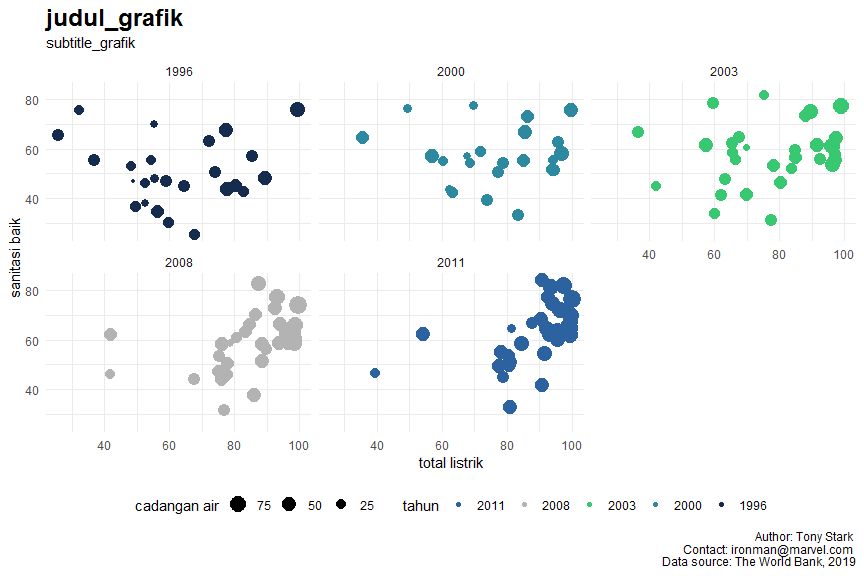 judul_grafik
subtitle_grafik
1996
2000
2003
80
60
40
40
60
80
100
sanitasi baik
2008
2011
80
60
40
40
60
80
100
40
60
80
100
total listrik
cadangan air 75 50 25 tahun 2011 2008 2003 2000 1996
Author: Tony Stark
Contact: ironman@marvel.com
Data source: The World Bank, 2019